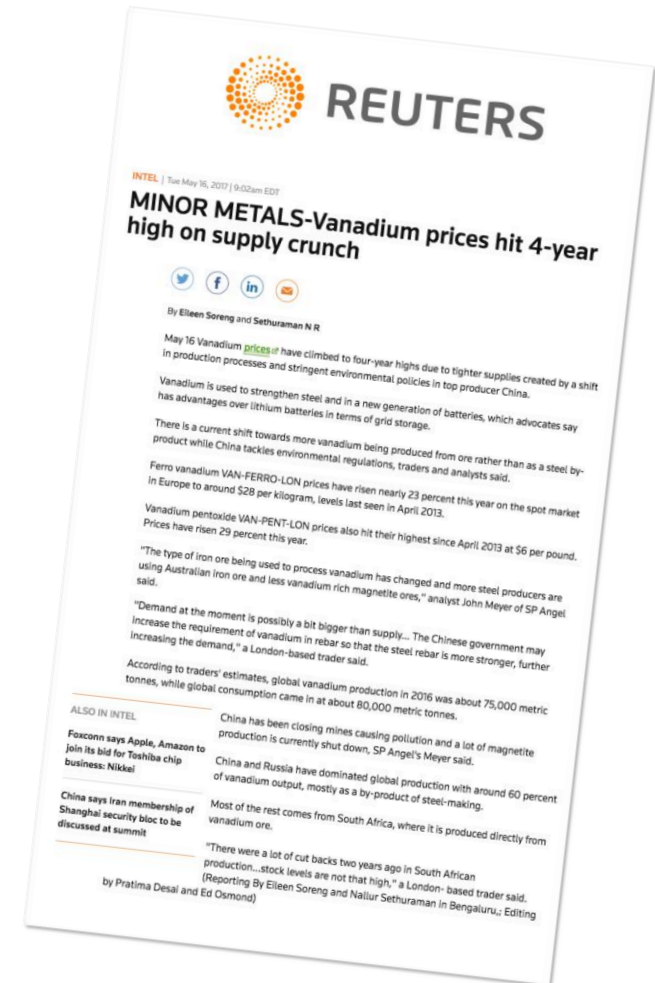 REUTERS
INTEL | Tue May 16, 2017 | 9:02am EDT
MINOR METALS-Vanadium prices hit 4-year
high on supply crunch
By Eileen Soreng and Sethuraman N R
May 16 Vanadium prices have climbed to four-year highs due to tighter supplies created by a shift
in production processes and stringent environmental policies in top producer China.
Vanadium is used to strengthen steel and in a new generation of batteries, which advocates say
has advantages over lithium batteries in terms of grid storage.
There is a current shift towards more vanadium being produced from ore rather than as a steel by-
product while China tackles environmental regulations, traders and analysts said.
Ferro vanadium VAN-FERRO-LON prices have risen nearly 23 percent this year on the spot market
in Europe to around $28 per kilogram, levels last seen in April 2013.
Vanadium pentoxide VAN-PENT-LON prices also hit their highest since April 2013 at $6 per pound.
Prices have risen 29 percent this year.
"The type of iron ore being used to process vanadium has changed and more steel producers are
using Australian iron ore and less vanadium rich magnetite ores," analyst John Meyer of SP Angel
said.
"Demand at the moment is possibly a bit bigger than supply... The Chinese government may
increase the requirement of vanadium in rebar so that the steel rebar is more stronger, further
increasing the demand," a London-based trader said.
According to traders' estimates, global vanadium production in 2016 was about 75,000 metric
tonnes, while global consumption came in at about 80,000 metric tonnes.
ALSO IN INTEL
Foxconn says Apple, Amazon to
join its bid for Toshiba chip
business: Nikkei
China says Iran membership of
Shanghai security bloc to be
discussed at summit
China has been closing mines causing pollution and a lot of magnetite
production is currently shut down, SP Angel's Meyer said.
China and Russia have dominated global production with around 60 percent
of vanadium output, mostly as a by-product of steel-making.
Most of the rest comes from South Africa, where it is produced directly from
vanadium ore.
"There were a lot of cut backs two years ago in South African
production...stock levels are not that high," a London- based trader said.
(Reporting By Eileen Soreng and Nallur Sethuraman in Bengaluru,; Editing
by Pratima Desai and Ed Osmond)